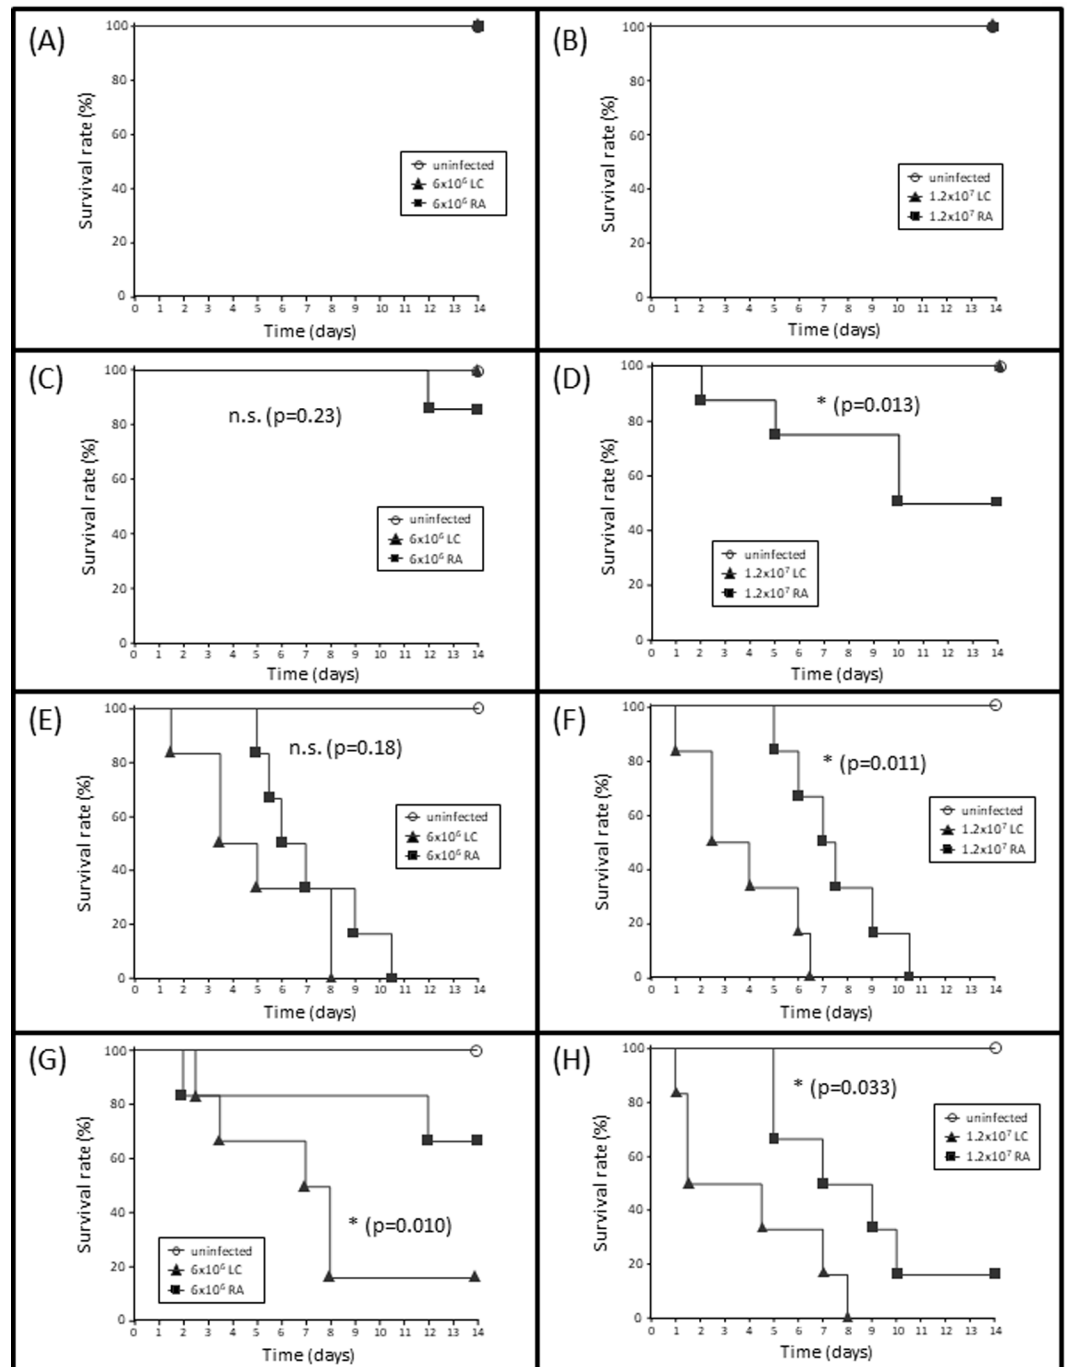 (A)
100
80
60
40
20
0
Survival rate (%)
uninfected
6x10⁶ LC
6x10⁶ RA
0 1 2 3 4 5 6 7 8 9 10 11 12 13 14
Time (days)
(B)
100
80
60
40
20
0
Survival rate (%)
uninfected
1.2x10⁷ LC
1.2x10⁷ RA
0 1 2 3 4 5 6 7 8 9 10 11 12 13 14
Time (days)
(C)
100
80
60
40
20
0
Survival rate (%)
n.s. (p=0.23)
uninfected
6x10⁶ LC
6x10⁶ RA
0 1 2 3 4 5 6 7 8 9 10 11 12 13 14
Time (days)
(D)
100
80
60
40
20
0
Survival rate (%)
* (p=0.013)
uninfected
1.2x10⁷ LC
1.2x10⁷ RA
0 1 2 3 4 5 6 7 8 9 10 11 12 13 14
Time (days)
(E)
100
80
60
40
20
0
Survival rate (%)
n.s. (p=0.18)
uninfected
6x10⁶ LC
6x10⁶ RA
0 1 2 3 4 5 6 7 8 9 10 11 12 13 14
Time (days)
(F)
100
80
60
40
20
0
Survival rate (%)
* (p=0.011)
uninfected
1.2x10⁷ LC
1.2x10⁷ RA
0 1 2 3 4 5 6 7 8 9 10 11 12 13 14
Time (days)
(G)
100
80
60
40
20
0
Survival rate (%)
* (p=0.010)
uninfected
6x10⁶ LC
6x10⁶ RA
0 1 2 3 4 5 6 7 8 9 10 11 12 13 14
Time (days)
(H)
100
80
60
40
20
0
Survival rate (%)
* (p=0.033)
uninfected
1.2x10⁷ LC
1.2x10⁷ RA
0 1 2 3 4 5 6 7 8 9 10 11 12 13 14
Time (days)